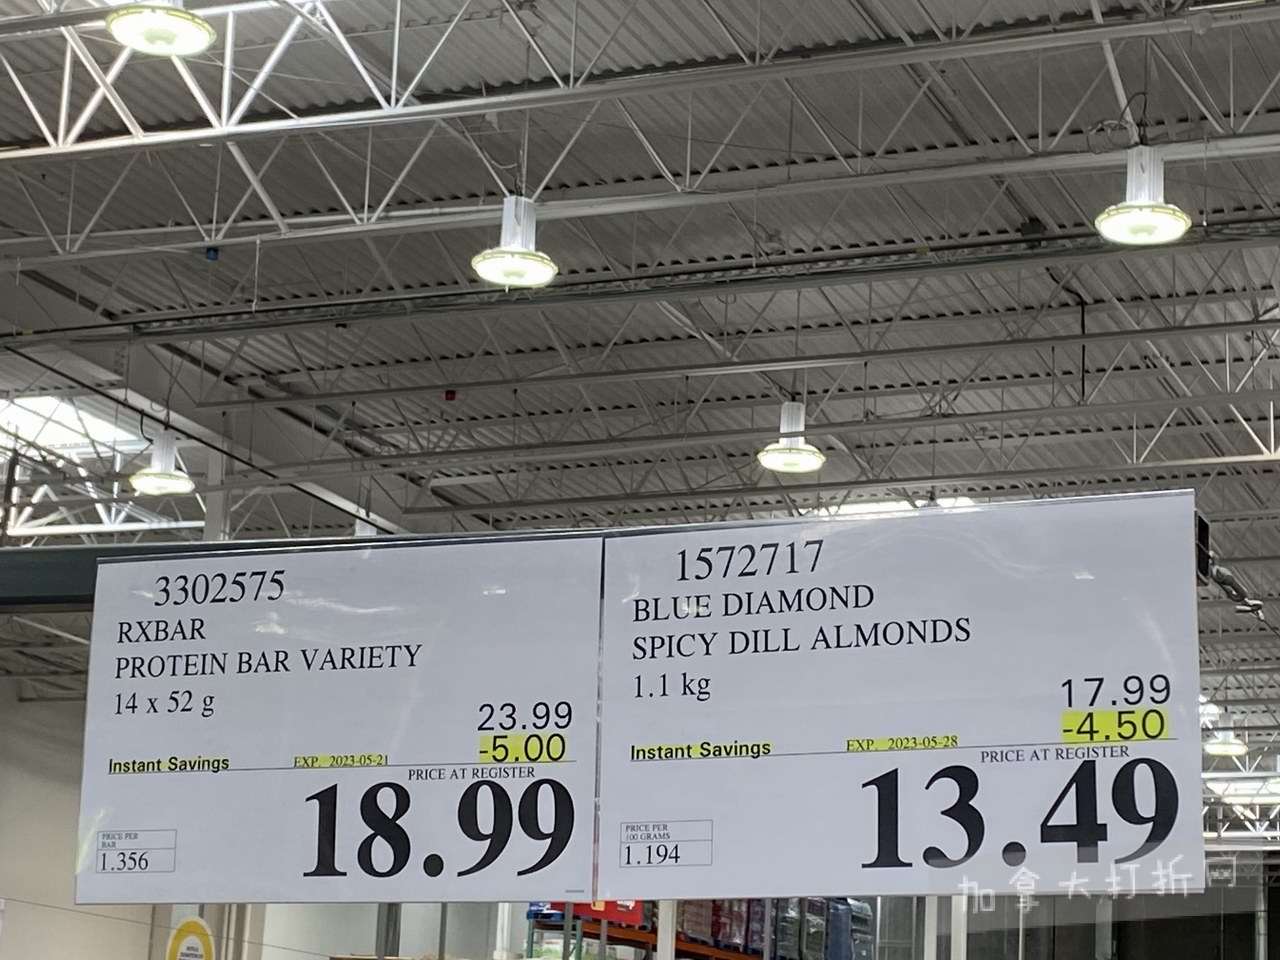 3302575
RXBAR
PROTEIN BAR VARIETY
14 x 52 g
23.99
-5.00
Instant Savings
EXP. 2023-05-21
PRICE AT REGISTER
18.99
PRICE PER
BAR
1.356
1572717
BLUE DIAMOND
SPICY DILL ALMONDS
1.1 kg
17.99
-4.50
Instant Savings
EXP. 2023-05-28
PRICE AT REGISTER
13.49
PRICE PER
100 GRAMS
1.194
加拿大打折网